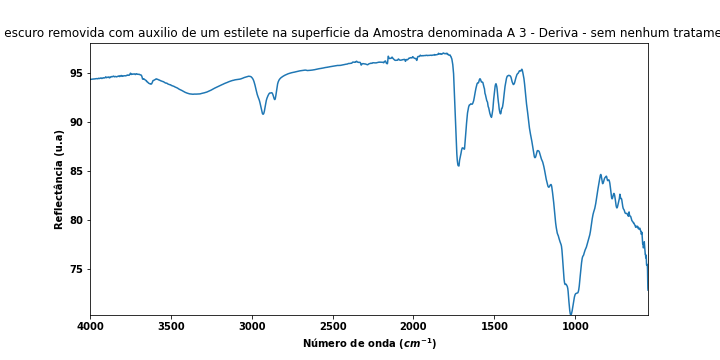 escuro removida com auxilio de um estilete na superficie da Amostra denominada A 3 - Deriva - sem nenhum tratame
95
90
85
80
75
Reflectância (u.a)
4000 3500 3000 2500 2000 1500 1000
Número de onda (cm⁻¹)